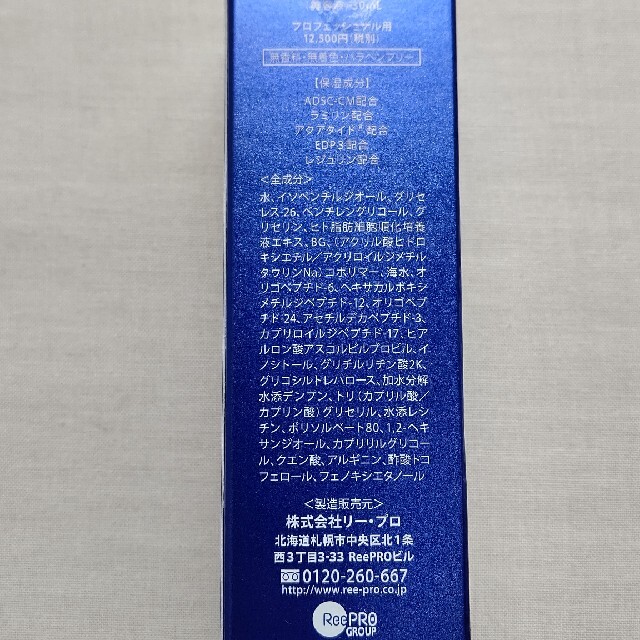 美容液 30mL
プロフェッショナル用
12,500円(税別)
無香料・無着色・パラベンフリー
【保湿成分】
ADSC-CM配合
ラミリン配合
アクアタイド®配合
EDP3配合
レジュリン配合
＜全成分＞
水、イソペンチルジオール、グリセ
レス-26、ペンチレングリコール、グ
リセリン、ヒト脂肪細胞順化培養
液エキス、BG、(アクリル酸ヒドロ
キシエチル／アクリロイルジメチル
タウリンNa)コポリマー、海水、オ
リゴペプチド-6、ヘキサカルボキシ
メチルジペプチド-12、オリゴペプ
チド-24、アセチルデカペプチド-3、
カプリロイルジペプチド-17、ヒア
ルロン酸アスコルビルプロピル、イ
ノシトール、グリチルリチン酸2K、
グリコシルトレハロース、加水分解
水添デンプン、トリ(カプリル酸／
カプリン酸)グリセリル、水添レシ
チン、ポリソルベート80、1,2-ヘキ
サンジオール、カプリリルグリコー
ル、クエン酸、アルギニン、酢酸トコ
フェロール、フェノキシエタノール
＜製造販売元＞
株式会社リー・プロ
北海道札幌市中央区北1条
西3丁目3-33 ReePROビル
0120-260-667
http://www.ree-pro.co.jp
ReePRO
GROUP